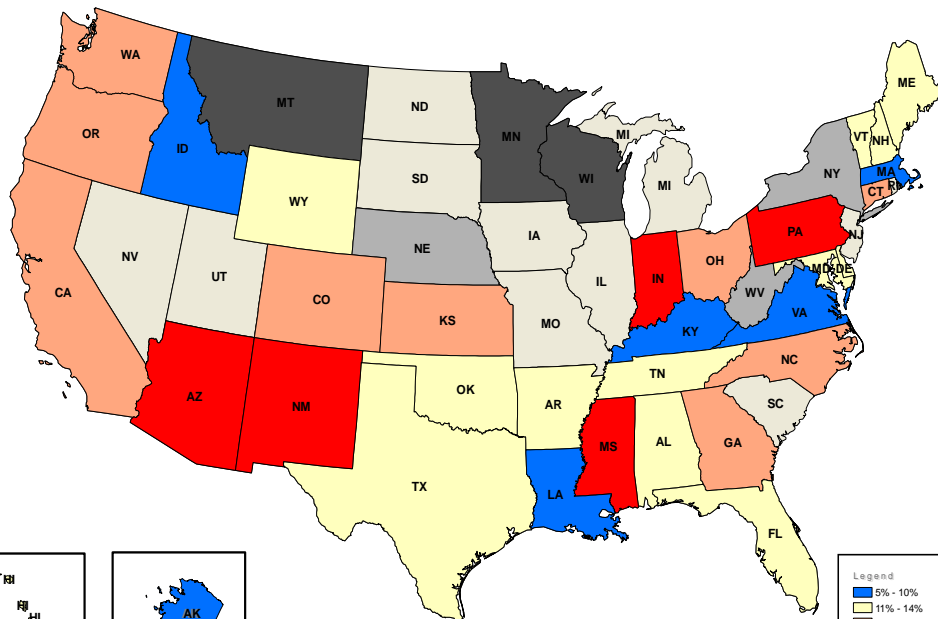 WA
ME
MT
ND
MN
MI
VT
NH
OR
ID
SD
WI
MI
NY
MA
RI
CT
WY
NE
IA
PA
NJ
NV
UT
IL
IN
OH
MD
DE
CA
CO
KS
MO
WV
VA
KY
AZ
NM
OK
AR
TN
NC
SC
MS
AL
GA
TX
LA
FL
HI
AK
Legend
5% - 10%
11% - 14%